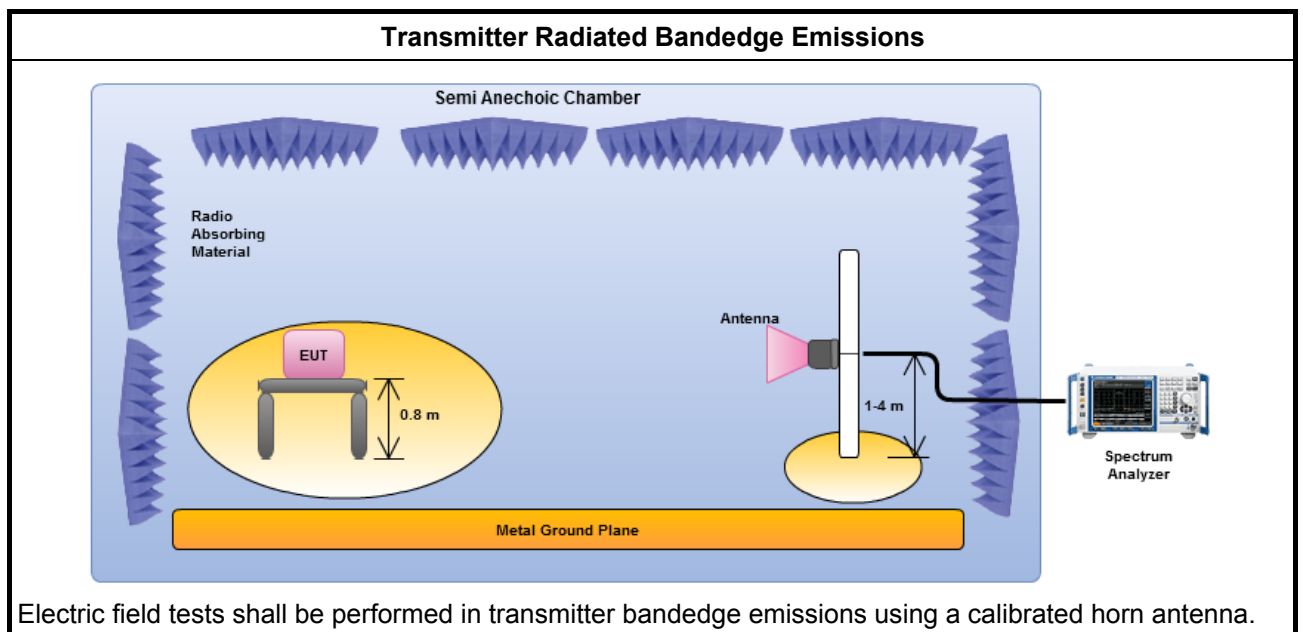 Transmitter Radiated Bandedge Emissions
Semi Anechoic Chamber
Radio
Absorbing
Material
Antenna
EUT
0.8 m
1-4 m
Spectrum
Analyzer
Metal Ground Plane
Electric field tests shall be performed in transmitter bandedge emissions using a calibrated horn antenna.